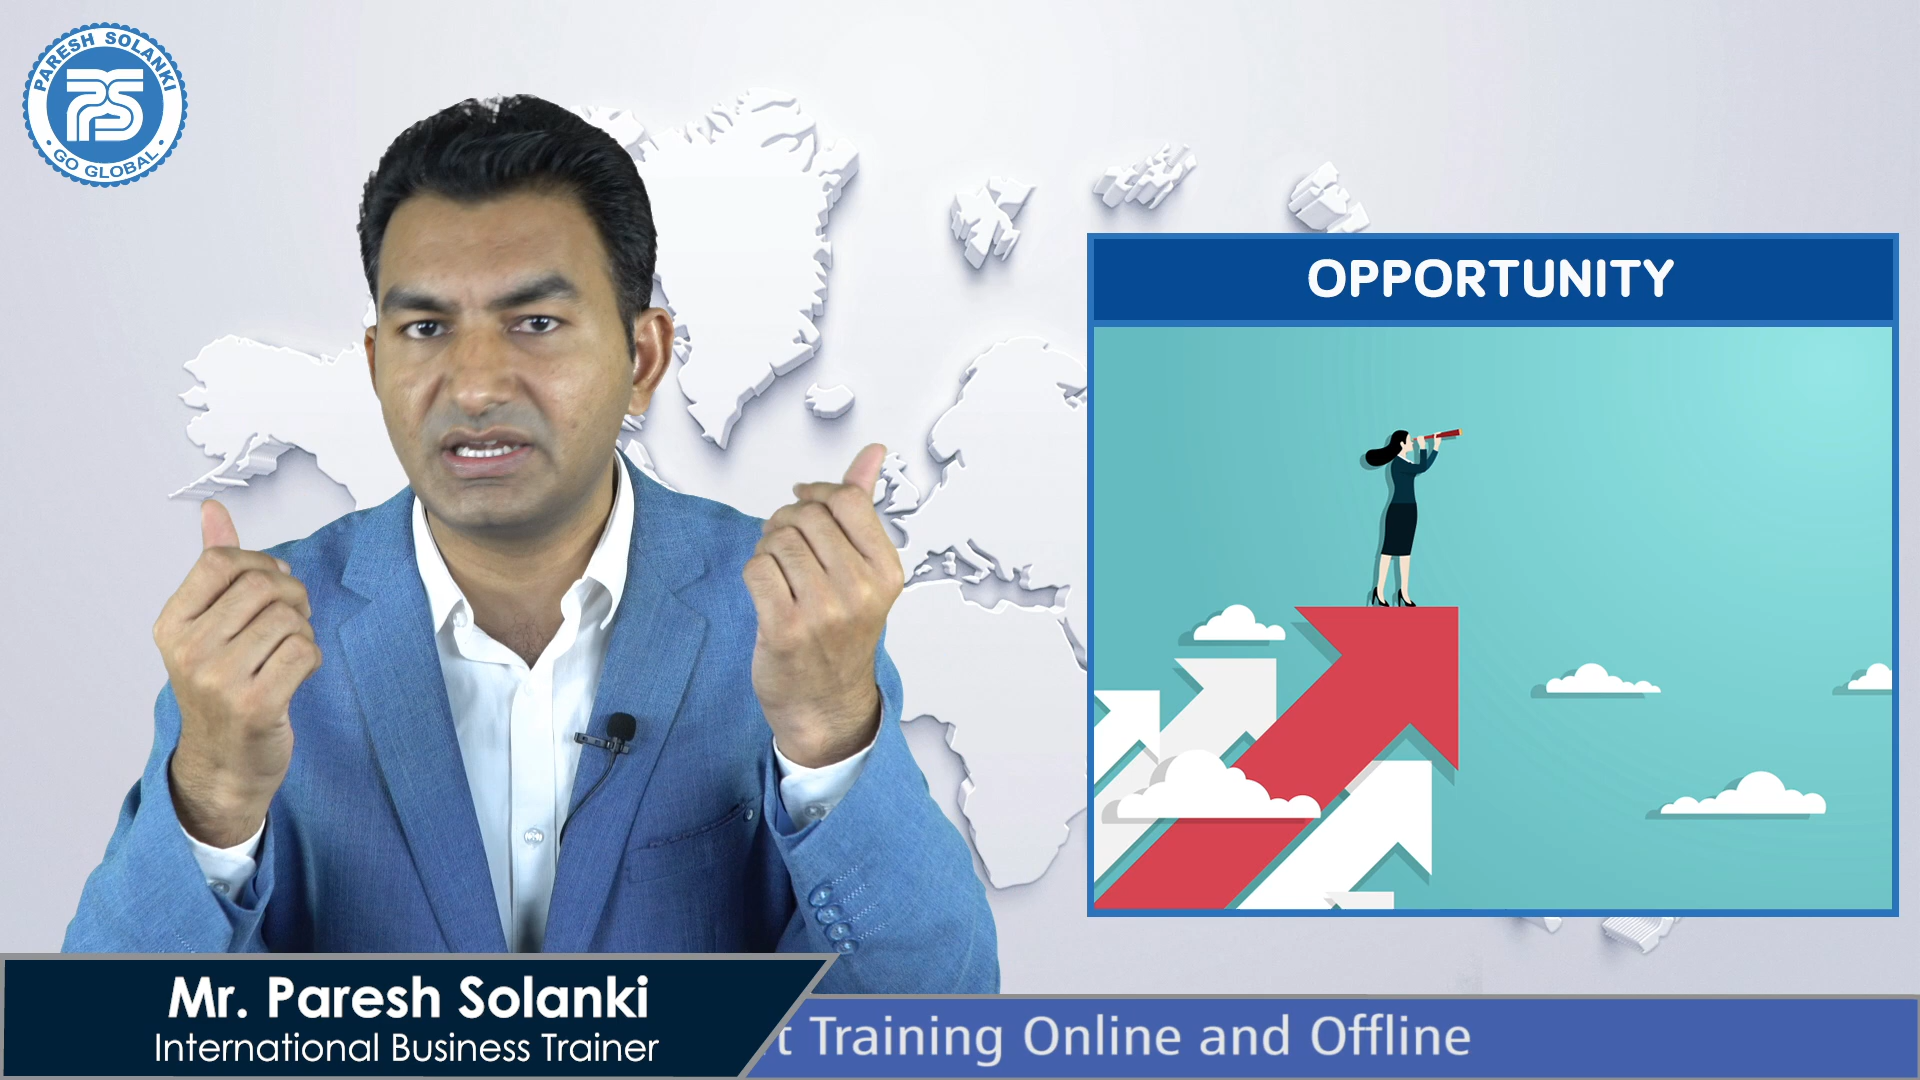 PARESH SOLANKI
PS
GO GLOBAL
OPPORTUNITY
Mr. Paresh Solanki
International Business Trainer
Training Online and Offline